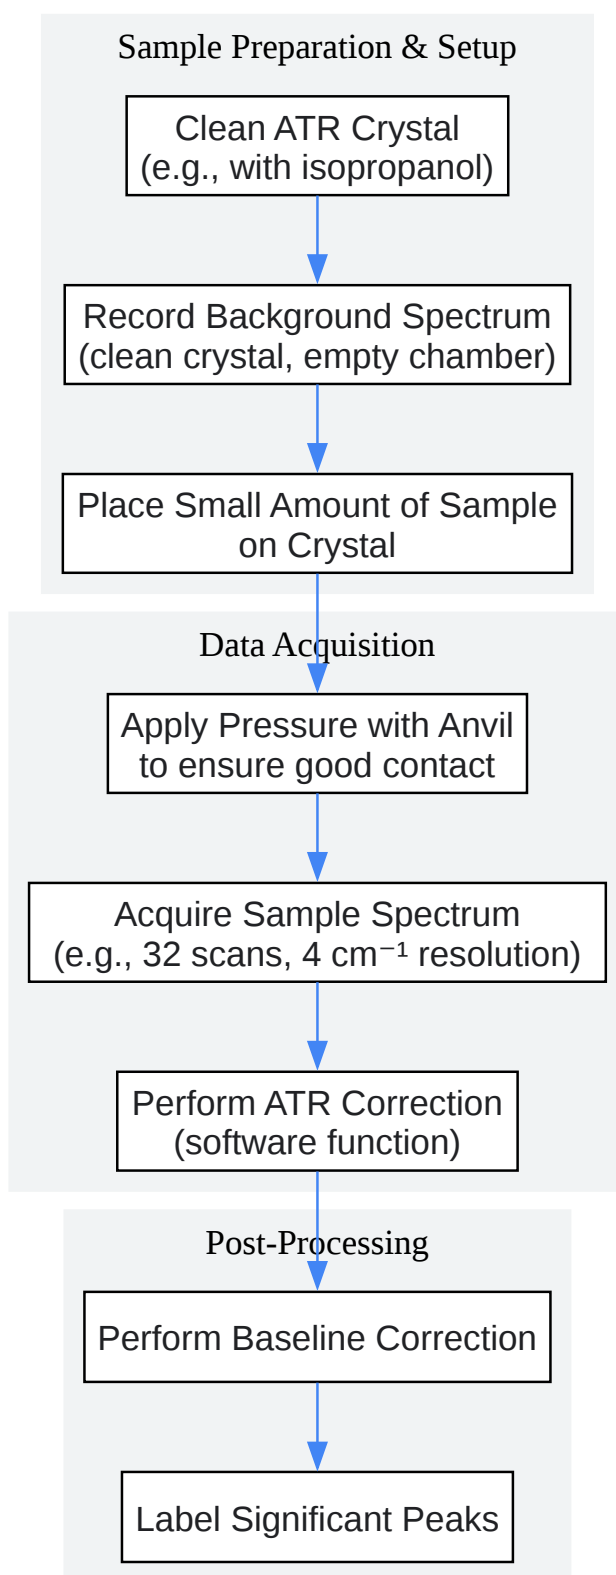 Sample Preparation & Setup
Clean ATR Crystal
(e.g., with isopropanol)
Record Background Spectrum
(clean crystal, empty chamber)
Place Small Amount of Sample
on Crystal
Data Acquisition
Apply Pressure with Anvil
to ensure good contact
Acquire Sample Spectrum
(e.g., 32 scans, 4 cm⁻¹ resolution)
Perform ATR Correction
(software function)
Post-Processing
Perform Baseline Correction
Label Significant Peaks